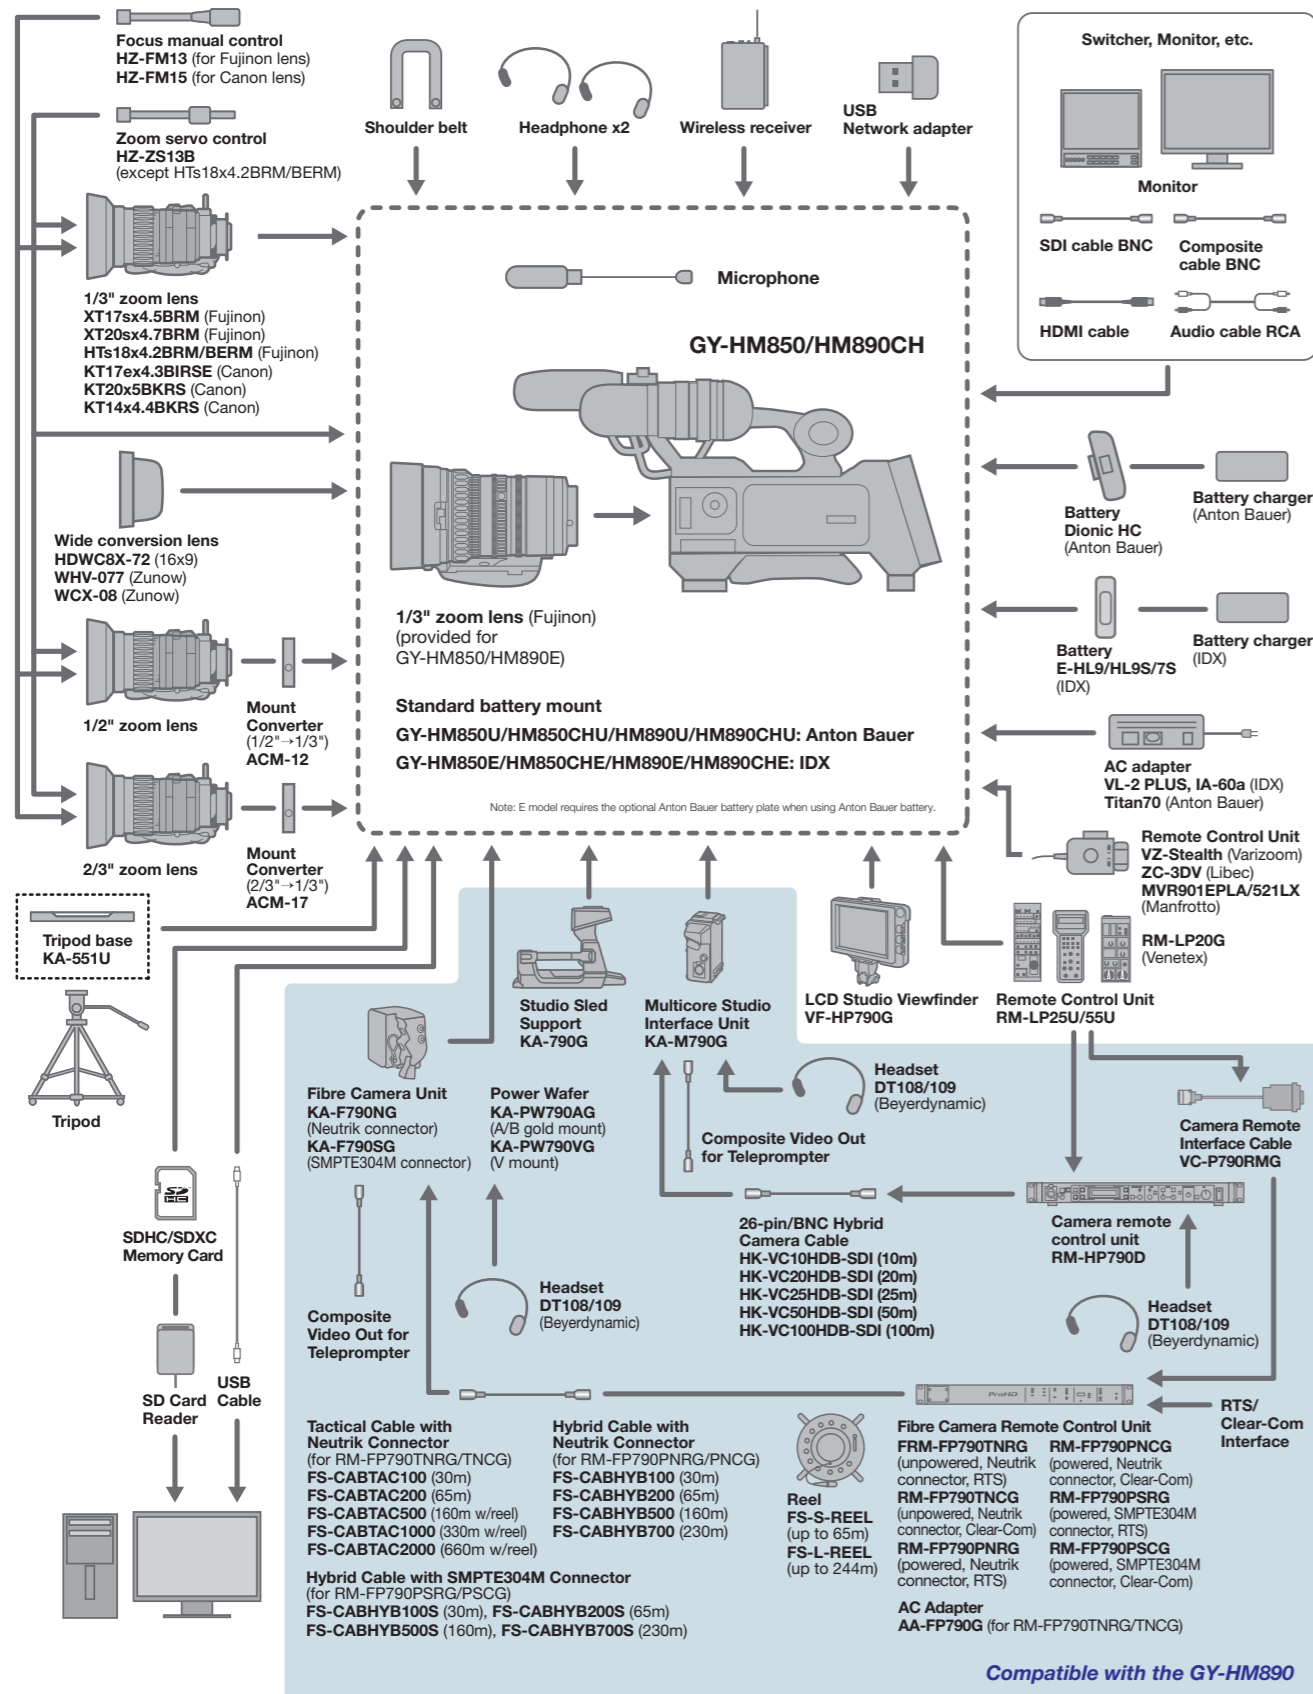 Focus manual control
HZ-FM13 (for Fujinon lens)
HZ-FM15 (for Canon lens)
Zoom servo control
HZ-ZS13B
(except HTs18x4.2BRM/BERM)
Shoulder belt
Headphone x2
Wireless receiver
USB
Network adapter
Switcher, Monitor, etc.
Monitor
SDI cable BNC
Composite
cable BNC
HDMI cable
Audio cable RCA
1/3" zoom lens
XT17sx4.5BRM (Fujinon)
XT20sx4.7BRM (Fujinon)
HTs18x4.2BRM/BERM (Fujinon)
KT17ex4.3BIRSE (Canon)
KT20x5BKRS (Canon)
KT14x4.4BKRS (Canon)
Wide conversion lens
HDWC8X-72 (16x9)
WHV-077 (Zunow)
WCX-08 (Zunow)
1/2" zoom lens
Mount
Converter
(1/2"→1/3")
ACM-12
2/3" zoom lens
Mount
Converter
(2/3"→1/3")
ACM-17
Microphone
GY-HM850/HM890CH
1/3" zoom lens (Fujinon)
(provided for
GY-HM850/HM890E)
Standard battery mount
GY-HM850U/HM850CHU/HM890U/HM890CHU: Anton Bauer
GY-HM850E/HM850CHE/HM890E/HM890CHE: IDX
Note: E model requires the optional Anton Bauer battery plate when using Anton Bauer battery.
Battery
Dionic HC
(Anton Bauer)
Battery charger
(Anton Bauer)
Battery
E-HL9/HL9S/7S
(IDX)
Battery charger
(IDX)
AC adapter
VL-2 PLUS, IA-60a (IDX)
Titan70 (Anton Bauer)
Remote Control Unit
VZ-Stealth (Varizoom)
ZC-3DV (Libec)
MVR901EPLA/521LX
(Manfrotto)
RM-LP20G
(Venetex)
Remote Control Unit
RM-LP25U/55U
LCD Studio Viewfinder
VF-HP790G
Tripod base
KA-551U
Tripod
Studio Sled
Support
KA-790G
Multicore Studio
Interface Unit
KA-M790G
Fibre Camera Unit
KA-F790NG
(Neutrik connector)
KA-F790SG
(SMPTE304M connector)
Power Wafer
KA-PW790AG
(A/B gold mount)
KA-PW790VG
(V mount)
Headset
DT108/109
(Beyerdynamic)
Composite Video Out
for Teleprompter
Camera Remote
Interface Cable
VC-P790RMG
SDHC/SDXC
Memory Card
SD Card
Reader
USB
Cable
Composite
Video Out for
Teleprompter
Headset
DT108/109
(Beyerdynamic)
26-pin/BNC Hybrid
Camera Cable
HK-VC10HDB-SDI (10m)
HK-VC20HDB-SDI (20m)
HK-VC25HDB-SDI (25m)
HK-VC50HDB-SDI (50m)
HK-VC100HDB-SDI (100m)
Camera remote
control unit
RM-HP790D
Headset
DT108/109
(Beyerdynamic)
ProHD
RTS/
Clear-Com
Interface
Tactical Cable with
Neutrik Connector
(for RM-FP790TNRG/TNCG)
FS-CABTAC100 (30m)
FS-CABTAC200 (65m)
FS-CABTAC500 (160m w/reel)
FS-CABTAC1000 (330m w/reel)
FS-CABTAC2000 (660m w/reel)
Hybrid Cable with
Neutrik Connector
(for RM-FP790PNRG/PNCG)
FS-CABHYB100 (30m)
FS-CABHYB200 (65m)
FS-CABHYB500 (160m)
FS-CABHYB700 (230m)
Hybrid Cable with SMPTE304M Connector
(for RM-FP790PSRG/PSCG)
FS-CABHYB100S (30m), FS-CABHYB200S (65m)
FS-CABHYB500S (160m), FS-CABHYB700S (230m)
Reel
FS-S-REEL
(up to 65m)
FS-L-REEL
(up to 244m)
Fibre Camera Remote Control Unit
FRM-FP790TNRG
(unpowered, Neutrik
connector, RTS)
RM-FP790TNCG
(unpowered, Neutrik
connector, Clear-Com)
RM-FP790PNRG
(powered, Neutrik
connector, RTS)
RM-FP790PNCG
(powered, Neutrik
connector, Clear-Com)
RM-FP790PSRG
(powered, SMPTE304M
connector, RTS)
RM-FP790PSCG
(powered, SMPTE304M
connector, Clear-Com)
AC Adapter
AA-FP790G (for RM-FP790TNRG/TNCG)
Compatible with the GY-HM890